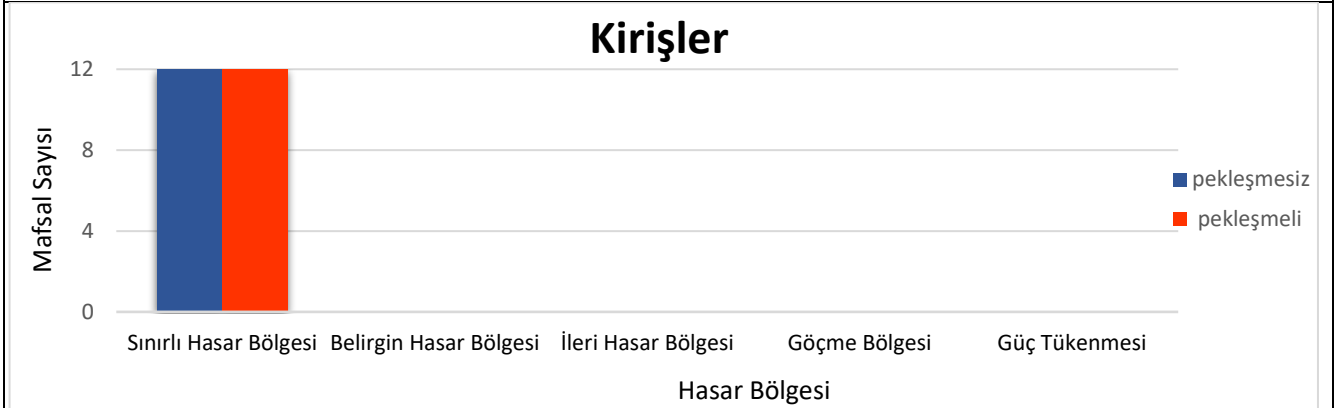 Kirişler
12
8
4
0
Mafsal Sayısı
Sınırlı Hasar Bölgesi Belirgin Hasar Bölgesi İleri Hasar Bölgesi Göçme Bölgesi Güç Tükenmesi
Hasar Bölgesi
pekleşmesiz
pekleşmeli